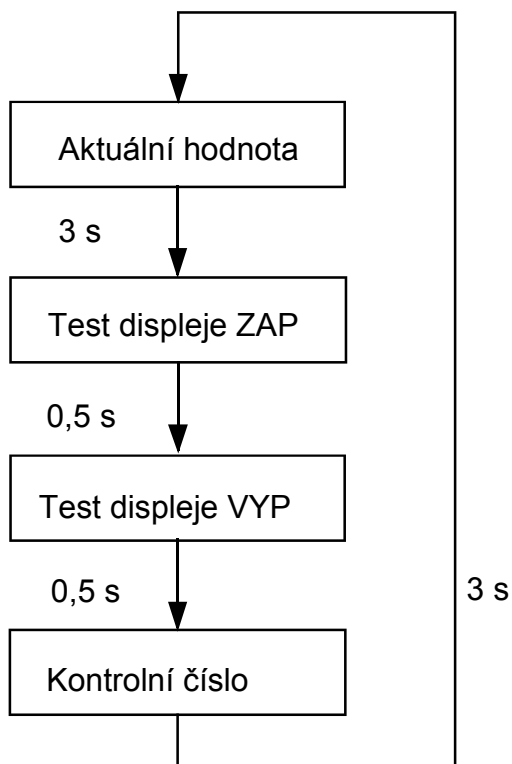 Aktuální hodnota
3 s
Test displeje ZAP
0,5 s
Test displeje VYP
0,5 s
3 s
Kontrolní číslo